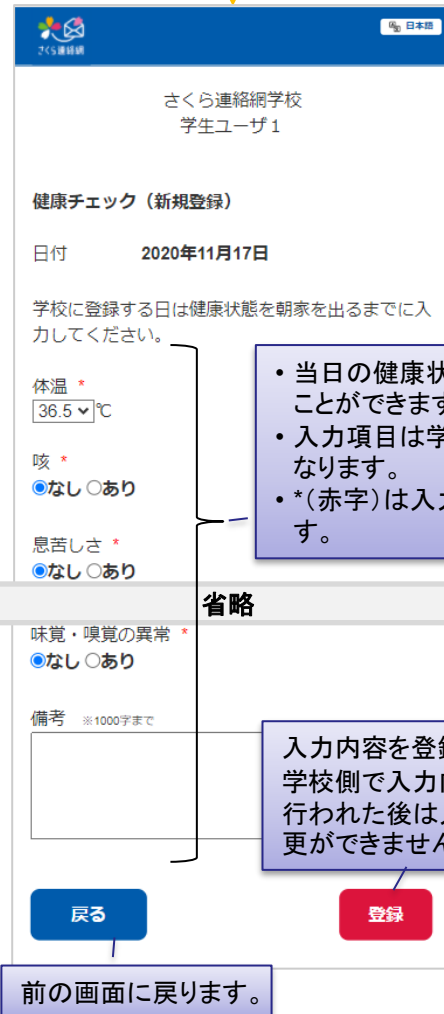 さくら連絡網
日本語
さくら連絡網学校
学生ユーザ1
健康チェック（新規登録）
日付 2020年11月17日
学校に登録する日は健康状態を朝家を出るまでに入
力してください。
体温 *
36.5 ℃
咳 *
なし あり
息苦しさ *
なし あり
• 当日の健康状
ことができます
• 入力項目は学
なります。
• *(赤字)は入
す。
省略
味覚・嗅覚の異常 *
なし あり
備考 ※1000字まで
入力内容を登
学校側で入力
行われた後は
更ができません
戻る
登録
前の画面に戻ります。